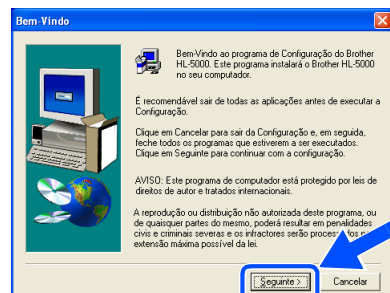 Bem-Vindo
Bem-Vindo ao programa de Configuração do Brother
HL-5000. Este programa instalará o Brother HL-5000
no seu computador.
É recomendável sair de todas as aplicações antes de executar a
Configuração.
Clique em Cancelar para sair da Configuração e, em seguida,
feche todos os programas que estiverem a ser executados.
Clique em Seguinte para continuar com a configuração.
AVISO: Este programa de computador está protegido por leis de
direitos de autor e tratados internacionais.
A reprodução ou distribuição não autorizada deste programa, ou
de quaisquer partes do mesmo, poderá resultar em penalidades
civis e criminais severas e os infractores serão
extensão máxima possível da lei.
Seguinte >
Cancelar